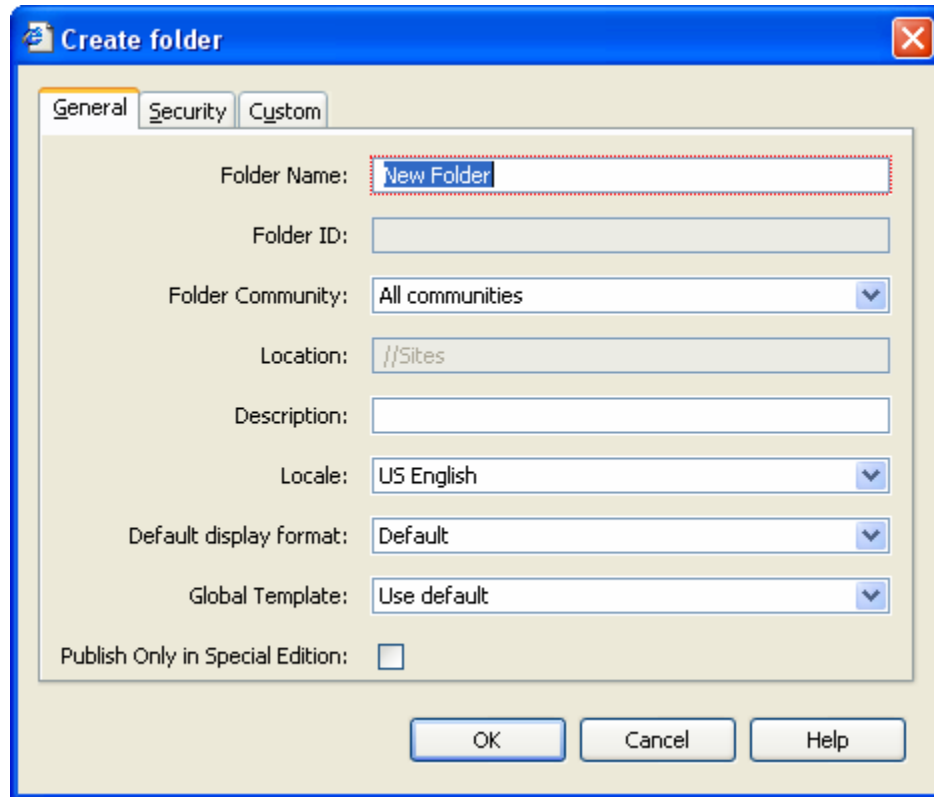 Create folder
General Security Custom
Folder Name: New Folder
Folder ID:
Folder Community: All communities
Location: //Sites
Description:
Locale: US English
Default display format: Default
Global Template: Use default
Publish Only in Special Edition:
OK Cancel Help